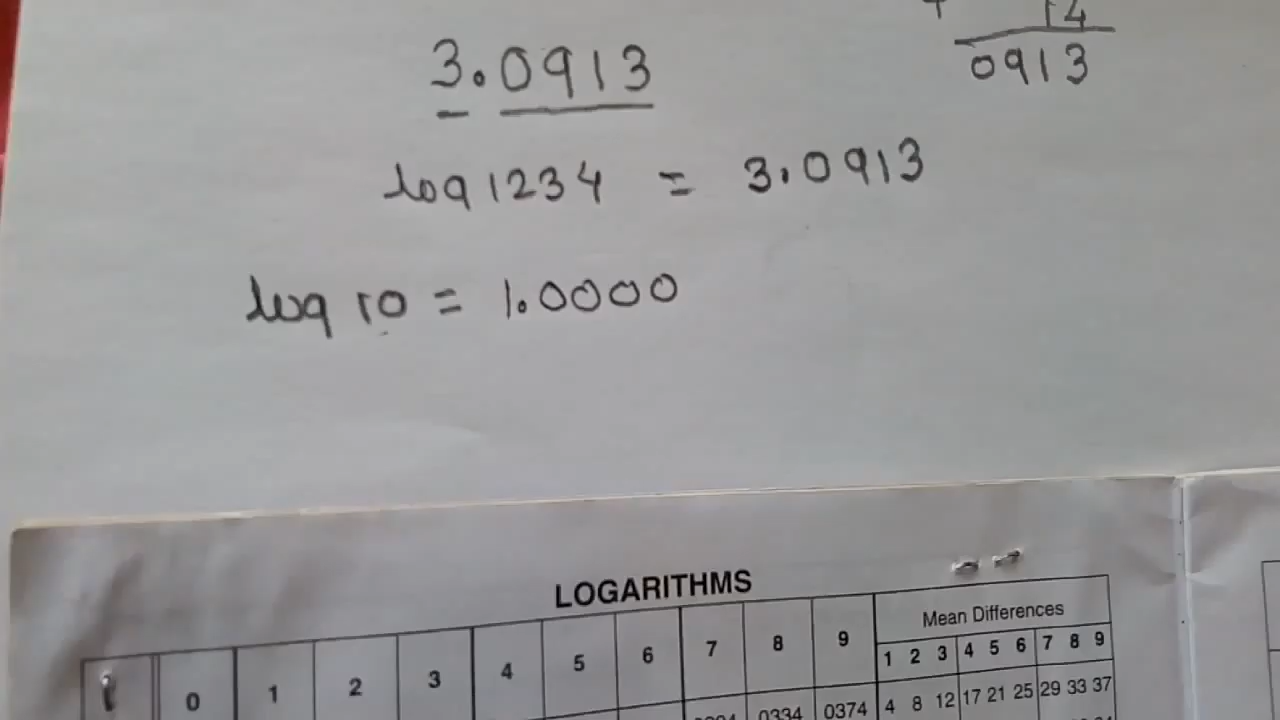 + 14
3.0913
0913
log 1234 = 3.0913
log 10 = 1.0000
LOGARITHMS
Mean Differences
0 1 2 3 4 5 6 7 8 9 1 2 3 4 5 6 7 8 9
0334 0374 4 8 12 17 21 25 29 33 37